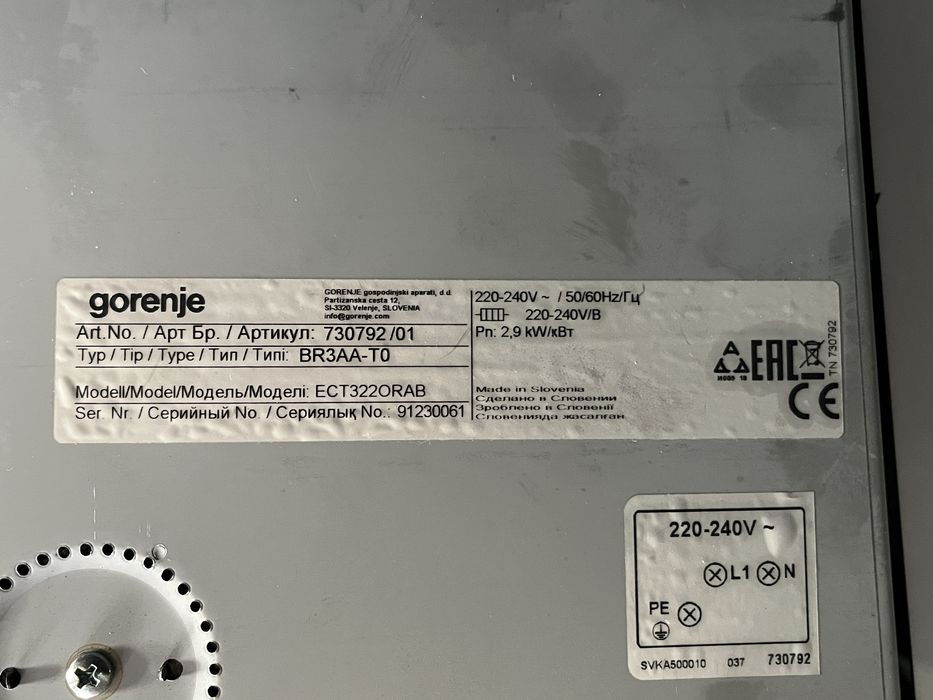 gorenje
GORENJE gospodinjski aparati, d.d.
Partizanska cesta 12,
SI-3320 Velenje, SLOVENIA
info@gorenje.com
Art.No. / Арт Бр. / Артикул: 730792/01
Typ / Tip / Type / Тип / Типі: BR3AA-T0
Modell/Model/Модель/Моделі: ECT322ORAB
Ser. Nr. / Серийный No. / Сериялық No.: 91230061
220-240V ~ / 50/60Hz/Гц
220-240V/В
Pn: 2,9 kW/кВт
Made in Slovenia
Сделано в Словении
Зроблено в Словенії
Словенияда жасалған
EAC
CE
TN 730792
220-240V ~
L1 N
PE
SVKA500010 037 730792